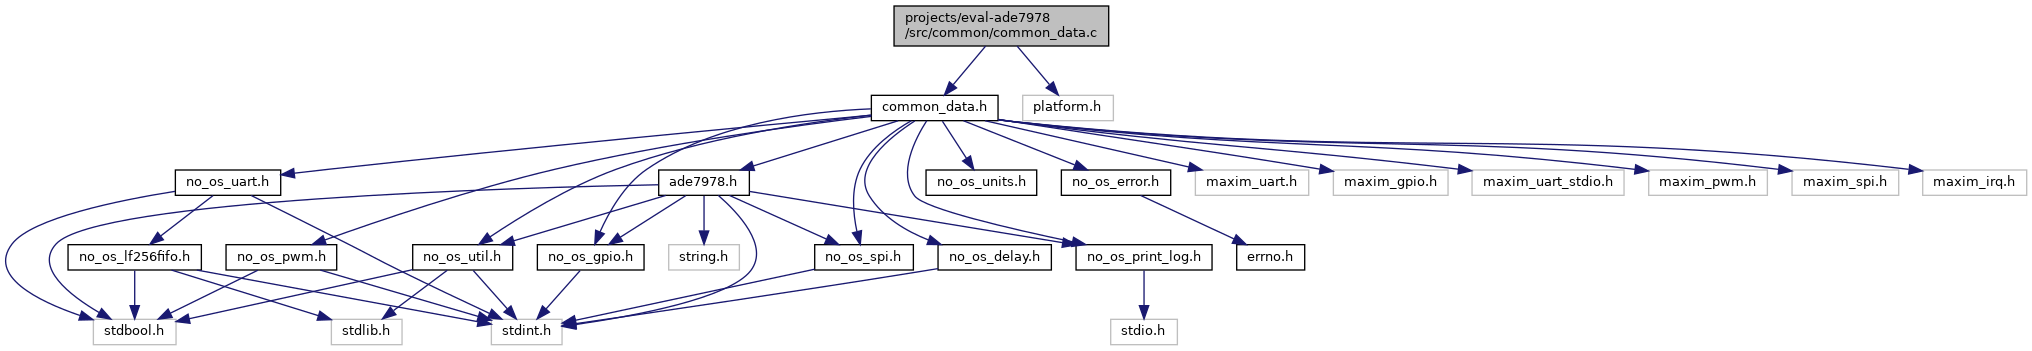 projects/eval-ade7978
/src/common/common_data.c
common_data.h
platform.h
no_os_uart.h
ade7978.h
no_os_units.h
no_os_error.h
maxim_uart.h
maxim_gpio.h
maxim_uart_stdio.h
maxim_pwm.h
maxim_spi.h
maxim_irq.h
no_os_lf256fifo.h
no_os_pwm.h
no_os_util.h
no_os_gpio.h
string.h
no_os_spi.h
no_os_delay.h
no_os_print_log.h
errno.h
stdbool.h
stdlib.h
stdint.h
stdio.h